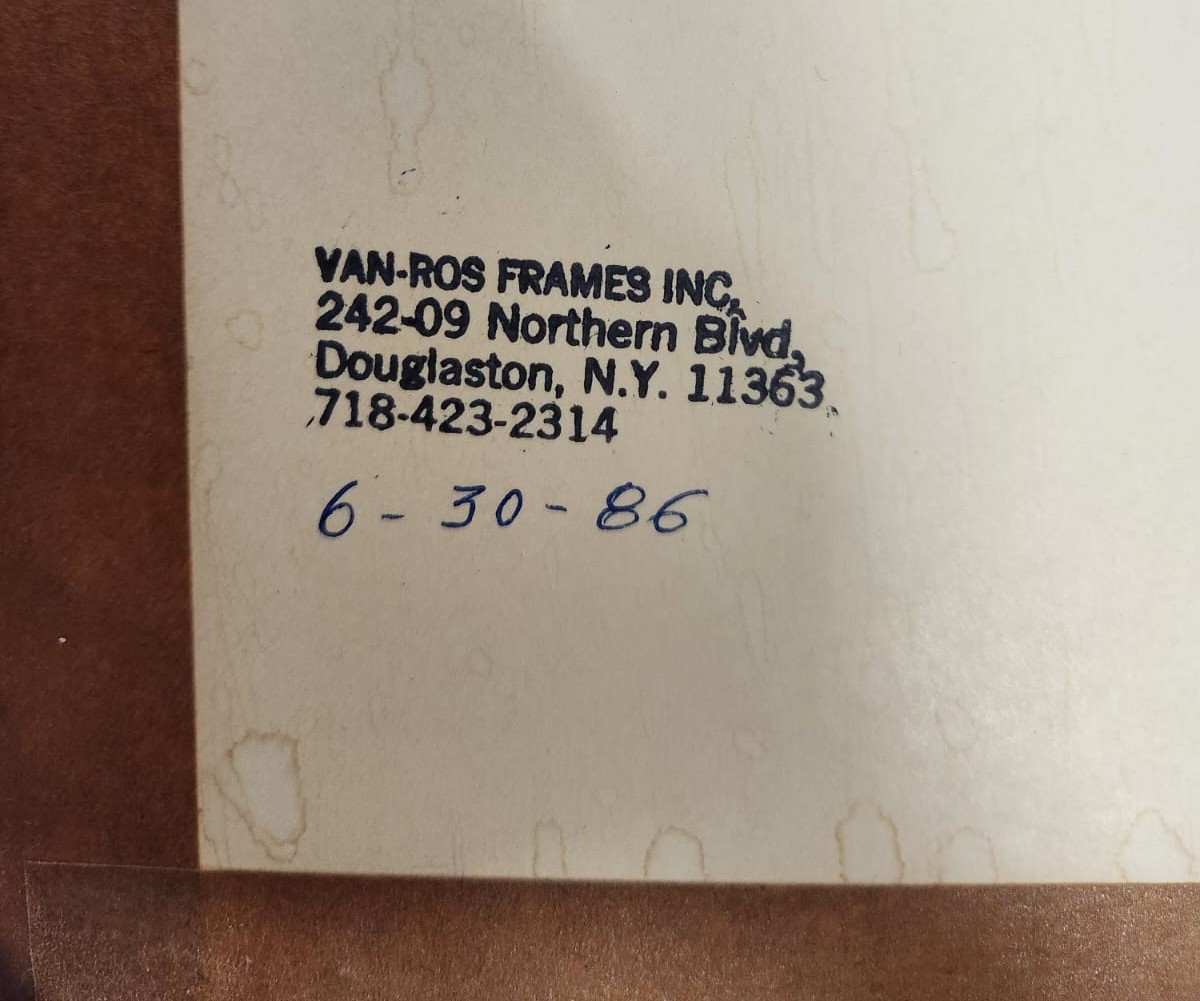 VAN-ROS FRAMES INC.
242-09 Northern Blvd.
Douglaston, N.Y. 11363
718-423-2314
6 - 30 - 86